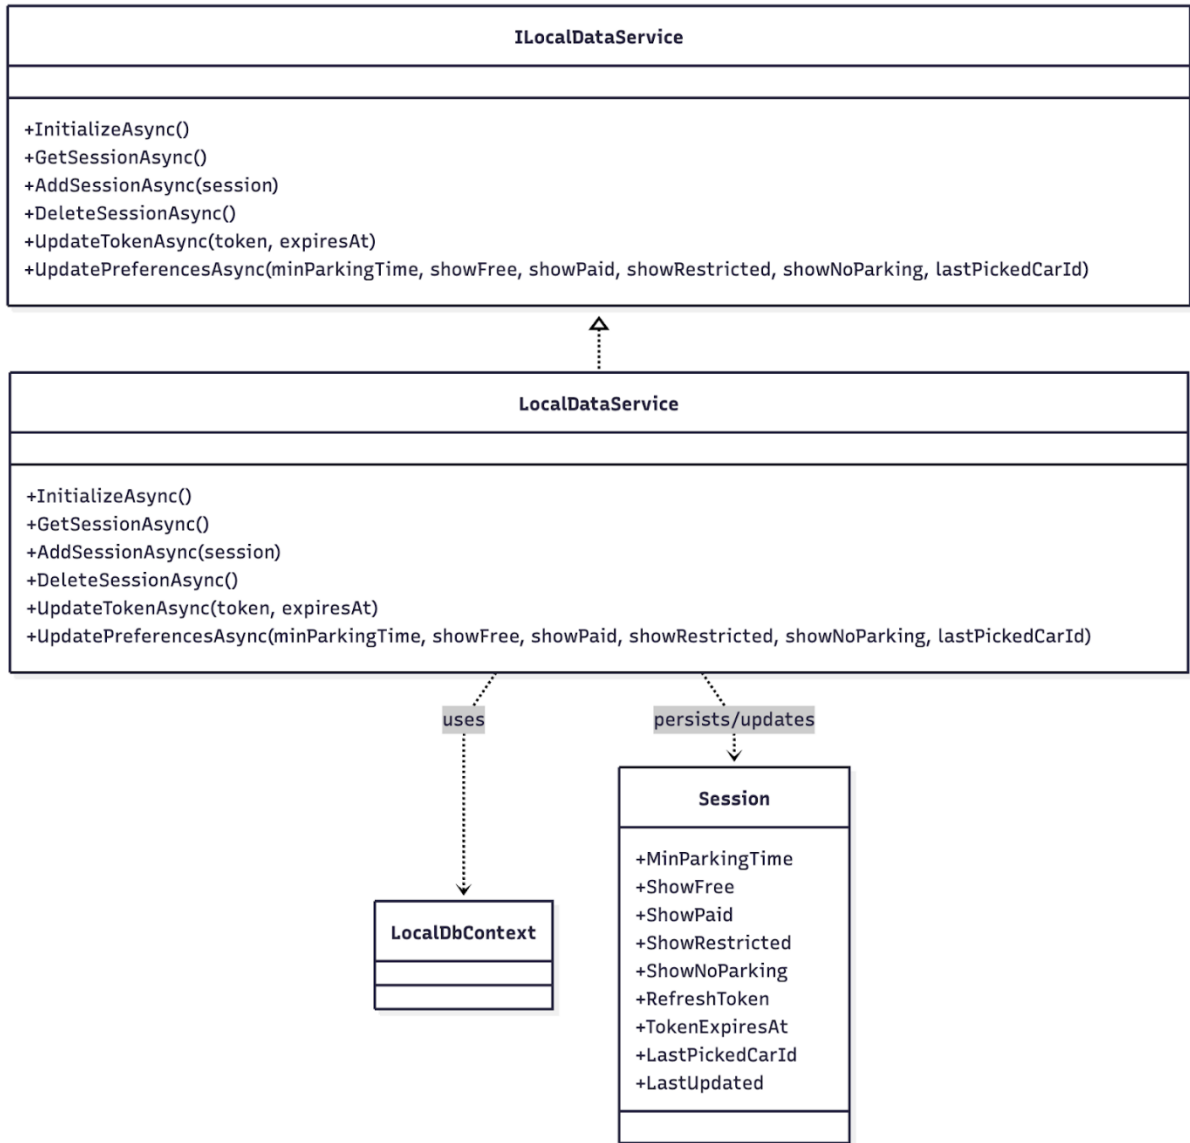 ILocalDataService
+InitializeAsync()
+GetSessionAsync()
+AddSessionAsync(session)
+DeleteSessionAsync()
+UpdateTokenAsync(token, expiresAt)
+UpdatePreferencesAsync(minParkingTime, showFree, showPaid, showRestricted, showNoParking, lastPickedCarId)
LocalDataService
+InitializeAsync()
+GetSessionAsync()
+AddSessionAsync(session)
+DeleteSessionAsync()
+UpdateTokenAsync(token, expiresAt)
+UpdatePreferencesAsync(minParkingTime, showFree, showPaid, showRestricted, showNoParking, lastPickedCarId)
uses
persists/updates
LocalDbContext
Session
+MinParkingTime
+ShowFree
+ShowPaid
+ShowRestricted
+ShowNoParking
+RefreshToken
+TokenExpiresAt
+LastPickedCarId
+LastUpdated